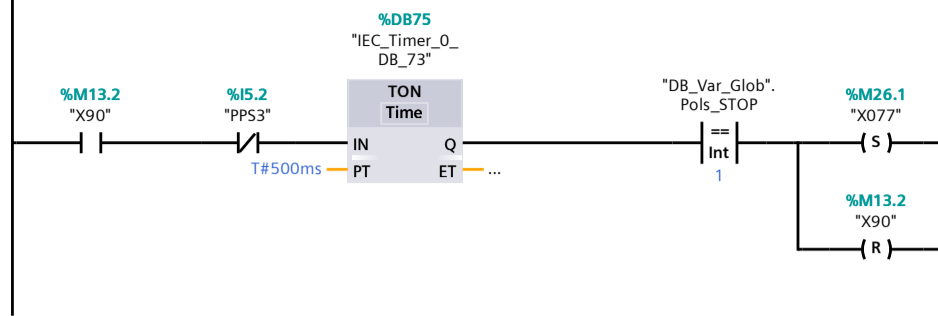 %DB75
"IEC_Timer_0_
DB_73"
%M13.2
"X90"
%I5.2
"PPS3"
TON
Time
IN
Q
T#500ms
PT
ET
...
"DB_Var_Glob".
Pols_STOP
==
Int
1
%M26.1
"X077"
S
%M13.2
"X90"
R